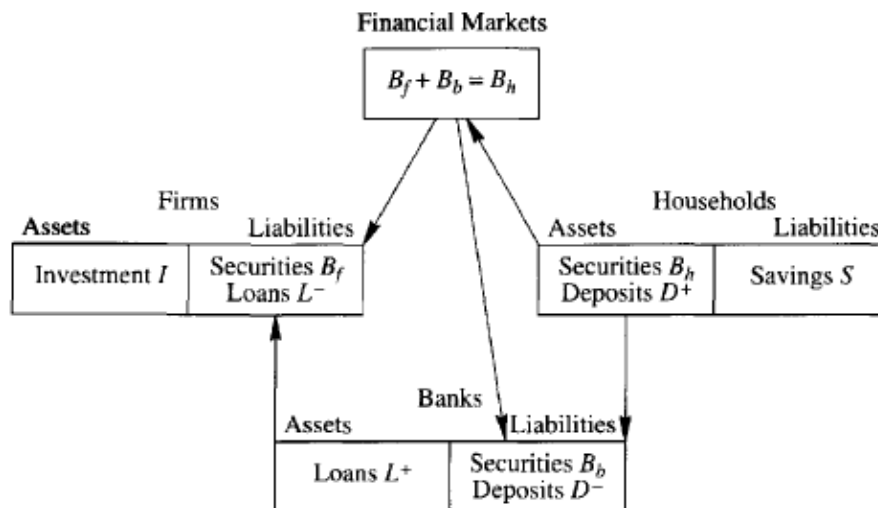 Financial Markets
B_f + B_b = B_h
Firms
Households
Assets
Liabilities
Assets
Liabilities
Investment I
Securities B_f
Loans L⁻
Securities B_h
Deposits D⁺
Savings S
Banks
Assets
Liabilities
Loans L⁺
Securities B_b
Deposits D⁻